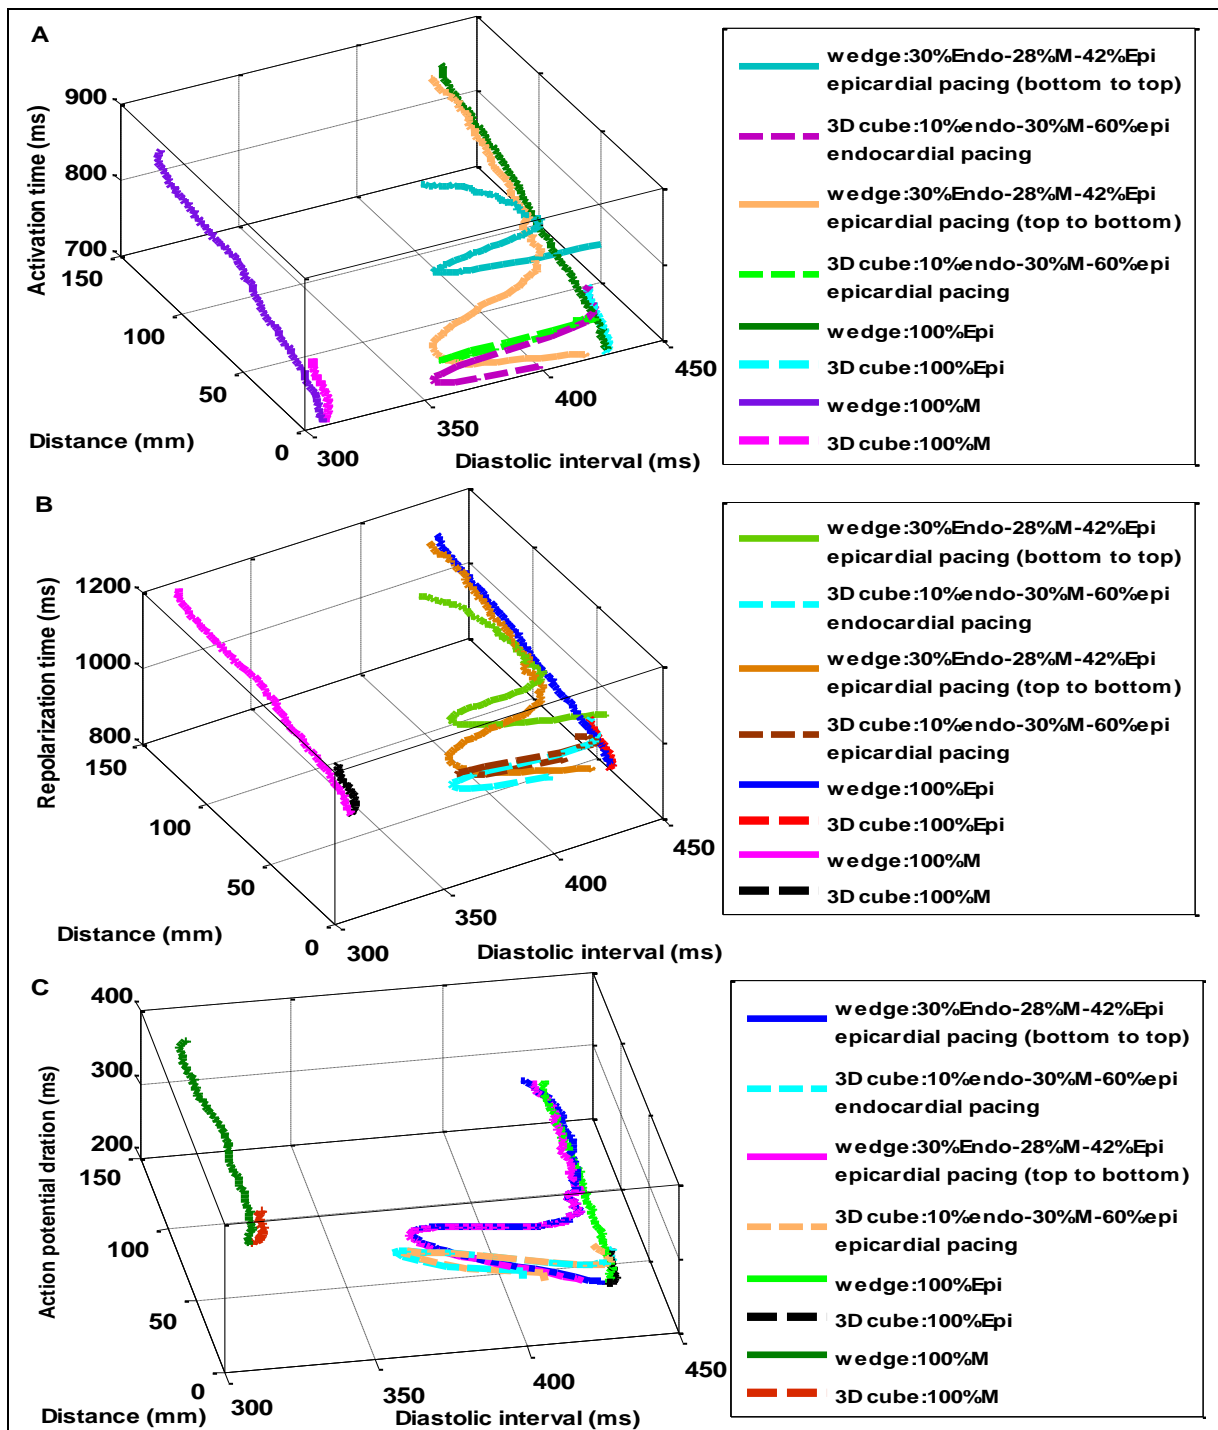 A
Activation time (ms)
900
800
700
150
100
50
0
Distance (mm)
300
350
400
450
Diastolic interval (ms)
wedge:30%Endo-28%M-42%Epi
epicardial pacing (bottom to top)
3D cube:10%endo-30%M-60%epi
endocardial pacing
wedge:30%Endo-28%M-42%Epi
epicardial pacing (top to bottom)
3D cube:10%endo-30%M-60%epi
epicardial pacing
wedge:100%Epi
3D cube:100%Epi
wedge:100%M
3D cube:100%M
B
Repolarization time (ms)
1200
1000
800
150
100
50
0
Distance (mm)
300
350
400
450
Diastolic interval (ms)
wedge:30%Endo-28%M-42%Epi
epicardial pacing (bottom to top)
3D cube:10%endo-30%M-60%epi
endocardial pacing
wedge:30%Endo-28%M-42%Epi
epicardial pacing (top to bottom)
3D cube:10%endo-30%M-60%epi
epicardial pacing
wedge:100%Epi
3D cube:100%Epi
wedge:100%M
3D cube:100%M
C
Action potential dration (ms)
400
300
200
150
100
50
0
Distance (mm)
300
350
400
450
Diastolic interval (ms)
wedge:30%Endo-28%M-42%Epi
epicardial pacing (bottom to top)
3D cube:10%endo-30%M-60%epi
endocardial pacing
wedge:30%Endo-28%M-42%Epi
epicardial pacing (top to bottom)
3D cube:10%endo-30%M-60%epi
epicardial pacing
wedge:100%Epi
3D cube:100%Epi
wedge:100%M
3D cube:100%M